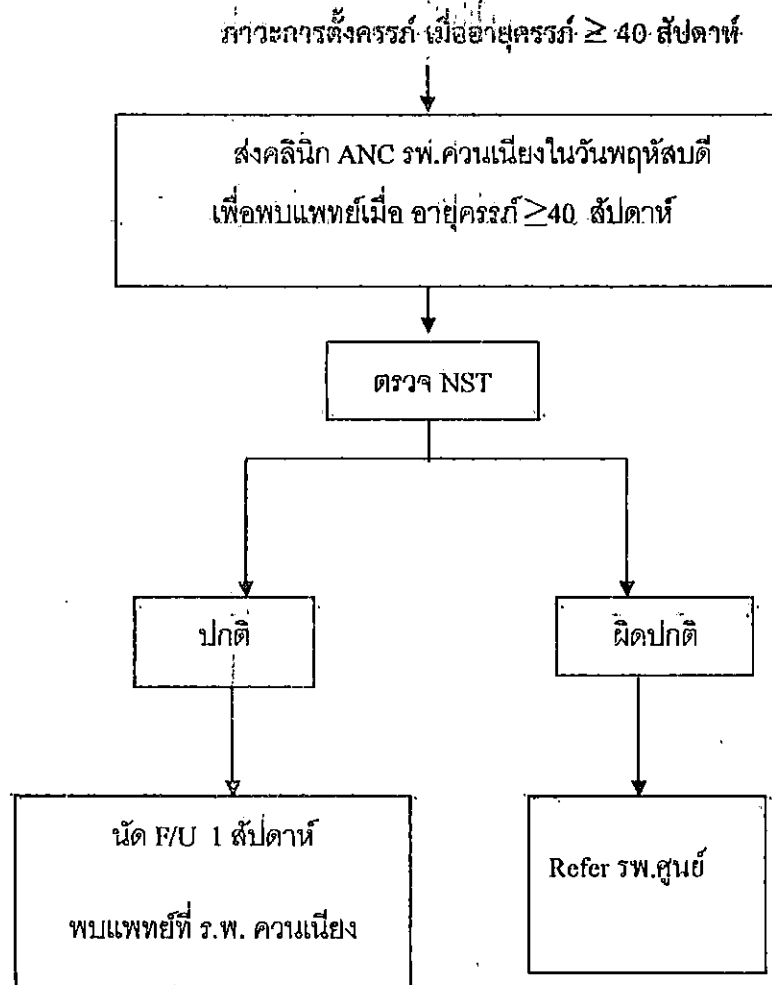 ภาวะการตั้งครรภ์ เมื่ออายุครรภ์ ≥ 40 สัปดาห์
ส่งคลินิก ANC รพ.ควนเนียงในวันพฤหัสบดี
เพื่อพบแพทย์เมื่อ อายุครรภ์ ≥40 สัปดาห์
ตรวจ NST
ปกติ
ผิดปกติ
นัด F/U 1 สัปดาห์
พบแพทย์ที่ ร.พ. ควนเนียง
Refer รพ.ศูนย์